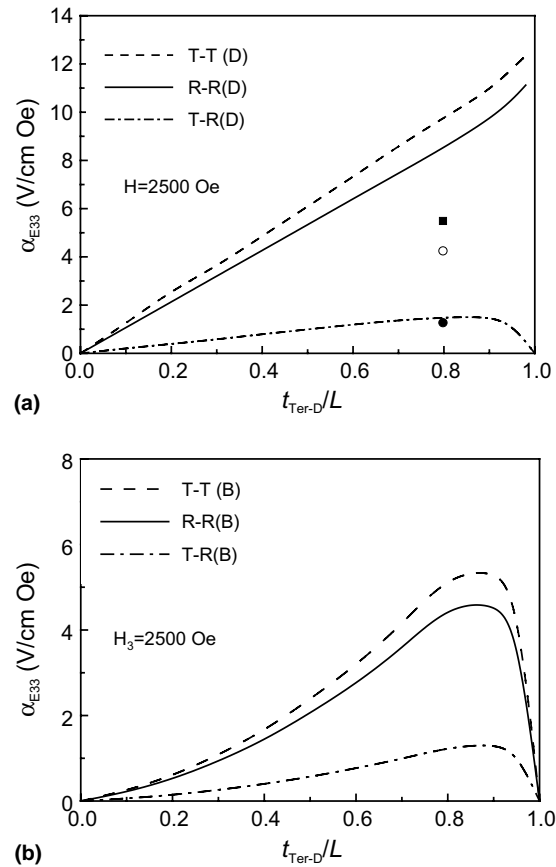 14
12
10
8
6
4
2
0
α_E33 (V/cm Oe)
T-T (D)
R-R(D)
T-R(D)
H=2500 Oe
0 0.2 0.4 0.6 0.8 1.0
t_Ter-D/L
(a)
8
6
4
2
0
α_E33 (V/cm Oe)
T-T (B)
R-R(B)
T-R(B)
H₃=2500 Oe
0.0 0.2 0.4 0.6 0.8 1.0
t_Ter-D/L
(b)